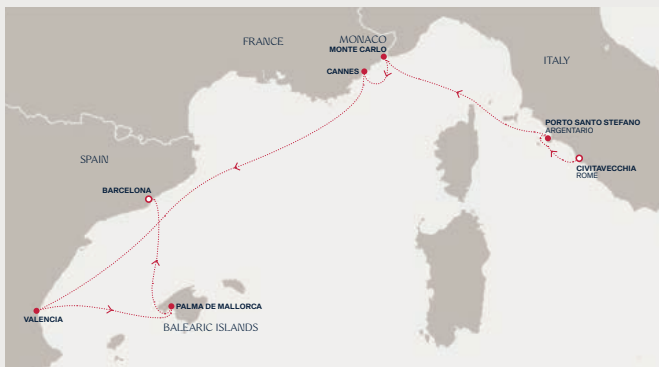 FRANCE
MONACO
MONTE CARLO
CANNES
ITALY
PORTO SANTO STEFANO
ARGENTARIO
CIVITAVECCHIA
ROME
SPAIN
BARCELONA
PALMA DE MALLORCA
VALENCIA
BALEARIC ISLANDS